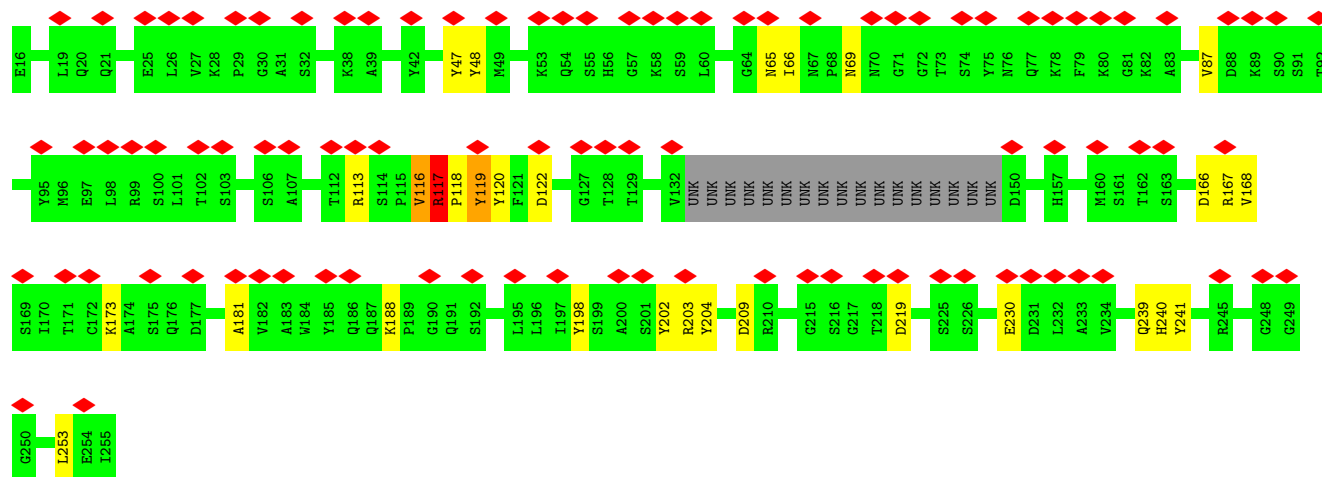 E16 L19 Q20 Q21 E25 L26 V27 K28 P29 G30 A31 S32 K38 A39 Y42 Y47 Y48 M49 K53 Q54 S55 H56 G57 K58 S59 L60 G64 N65 I66 N67 P68 N69 N70 G71 G72 T73 S74 Y75 N76 Q77 K78 F79 K80 G81 K82 A83 V87 D88 K89 S90 S91 T92
Y95 M96 E97 L98 R99 S100 L101 T102 S103 S106 A107 T112 R113 S114 P115 V116 R117 P118 Y119 Y120 F121 D122 G127 T128 T129 V132 UNK UNK UNK UNK UNK UNK UNK UNK UNK UNK UNK UNK UNK D150 H157 M160 S161 T162 S163 D166 R167 V168
S169 I170 T171 C172 K173 A174 S175 Q176 D177 A181 V182 A183 W184 Y185 Q186 Q187 K188 P189 G190 Q191 S192 L195 L196 I197 Y198 S199 A200 S201 Y202 R203 Y204 D209 R210 G215 S216 G217 T218 D219 S225 S226 E230 D231 L232 A233 V234 Q239 H240 Y241 R245 G248 G249
G250 L253 E254 I255